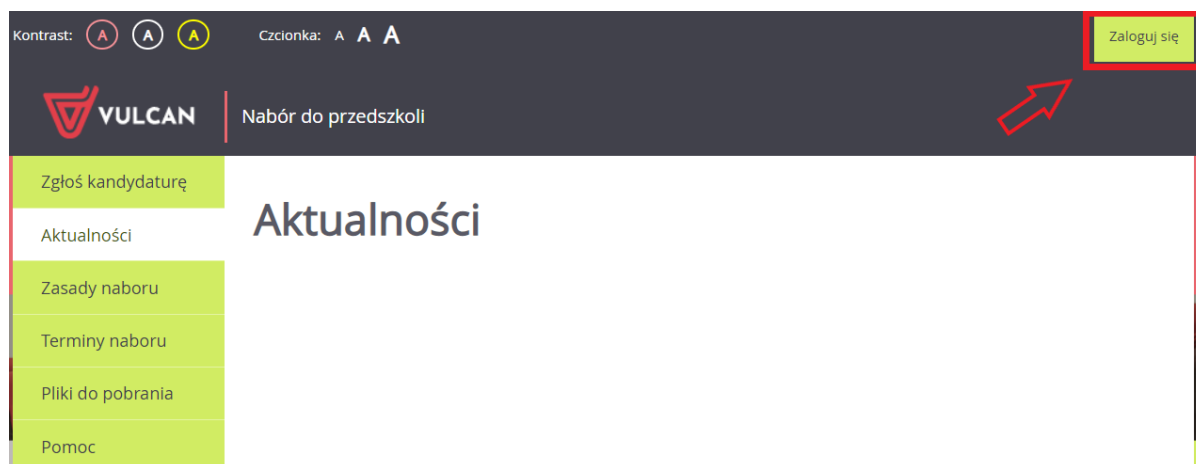 Kontrast: A A A Czcionka: A A A Zaloguj się
VULCAN Nabór do przedszkoli
Zgłoś kandydaturę
Aktualności
Aktualności
Zasady naboru
Terminy naboru
Pliki do pobrania
Pomoc